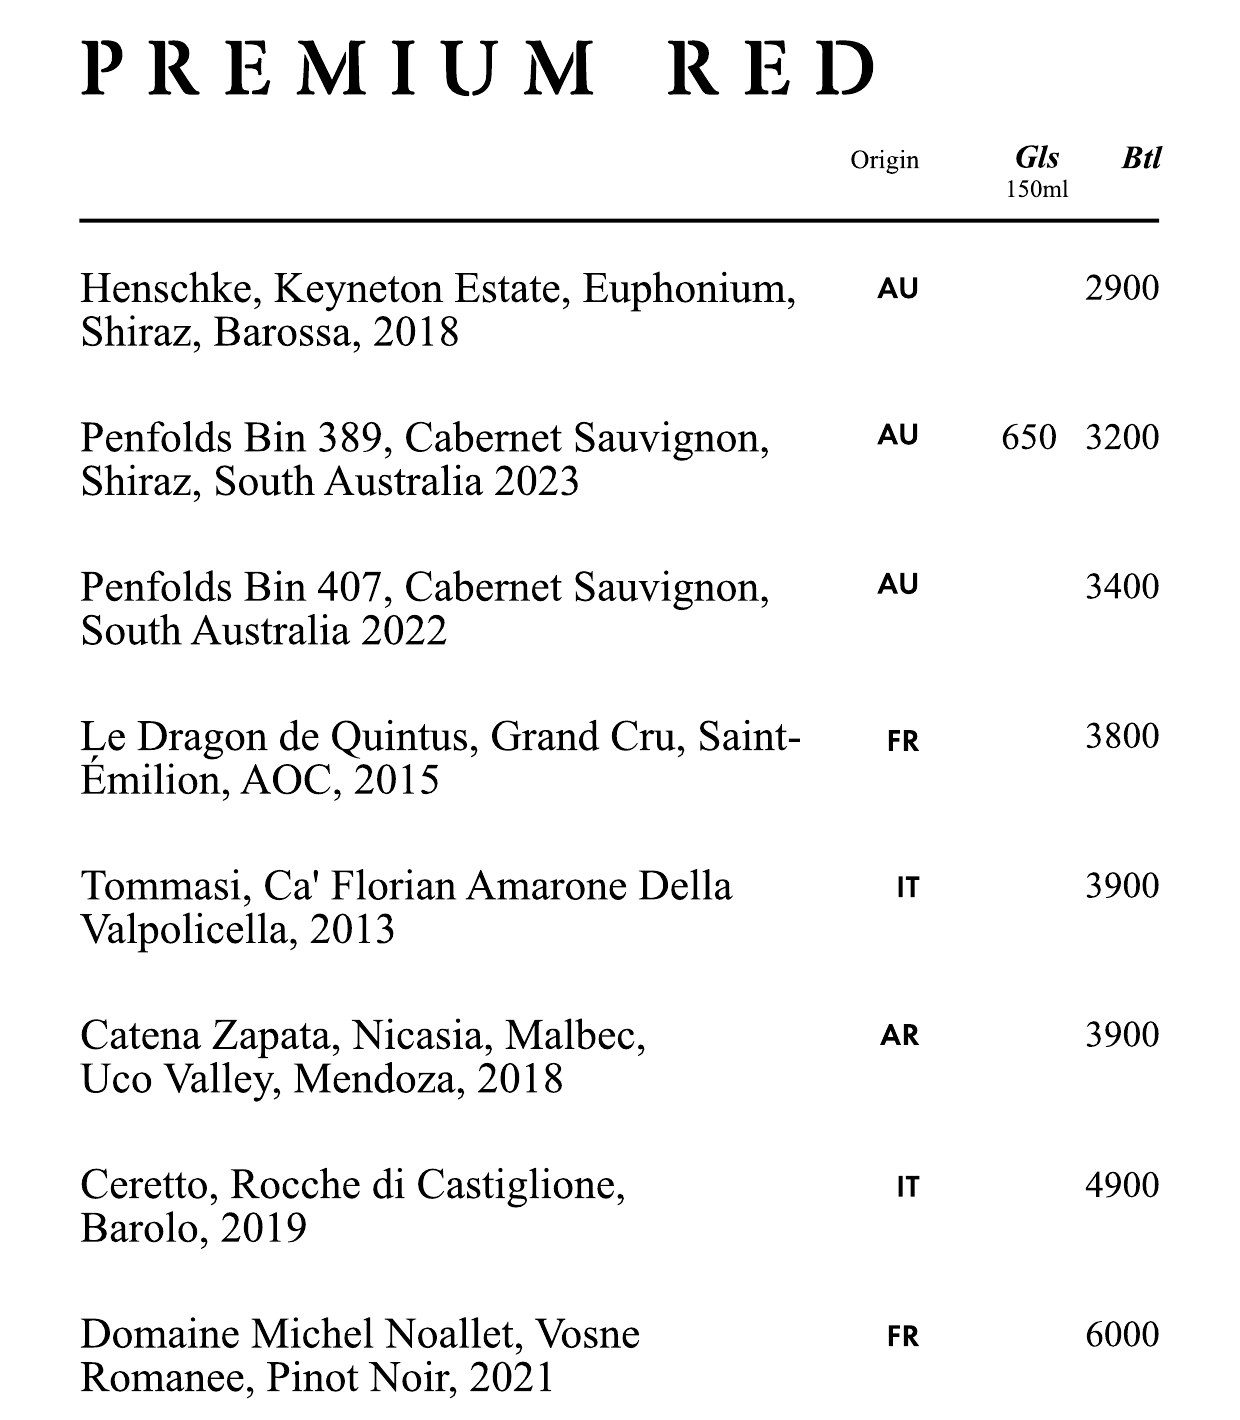 PREMIUM RED
Origin Gls Btl
150ml
Henschke, Keyneton Estate, Euphonium, AU 2900
Shiraz, Barossa, 2018
Penfolds Bin 389, Cabernet Sauvignon, AU 650 3200
Shiraz, South Australia 2023
Penfolds Bin 407, Cabernet Sauvignon, AU 3400
South Australia 2022
Le Dragon de Quintus, Grand Cru, Saint- FR 3800
Émilion, AOC, 2015
Tommasi, Ca' Florian Amarone Della IT 3900
Valpolicella, 2013
Catena Zapata, Nicasia, Malbec, AR 3900
Uco Valley, Mendoza, 2018
Ceretto, Rocche di Castiglione, IT 4900
Barolo, 2019
Domaine Michel Noallet, Vosne FR 6000
Romanee, Pinot Noir, 2021